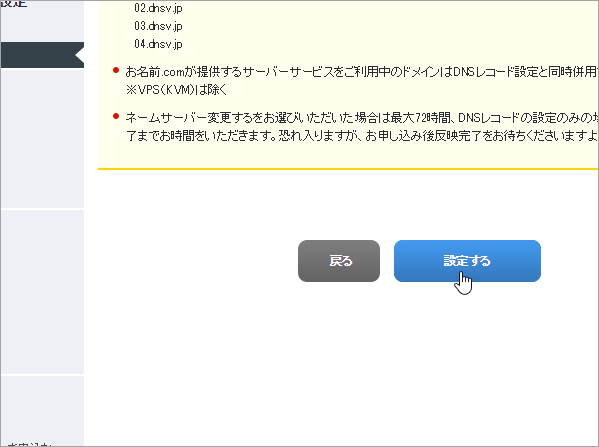 設定
02.dnsv.jp
03.dnsv.jp
04.dnsv.jp
お名前.comが提供するサーバーサービスをご利用中のドメインはDNSレコード設定と同時併用
※VPS（KVM）は除く
ネームサーバー変更するをお選びいただいた場合は最大72時間、DNSレコードの設定のみの場
了までお時間をいただきます。恐れ入りますが、お申し込み後反映完了をお待ちくださいますよ
戻る
設定する